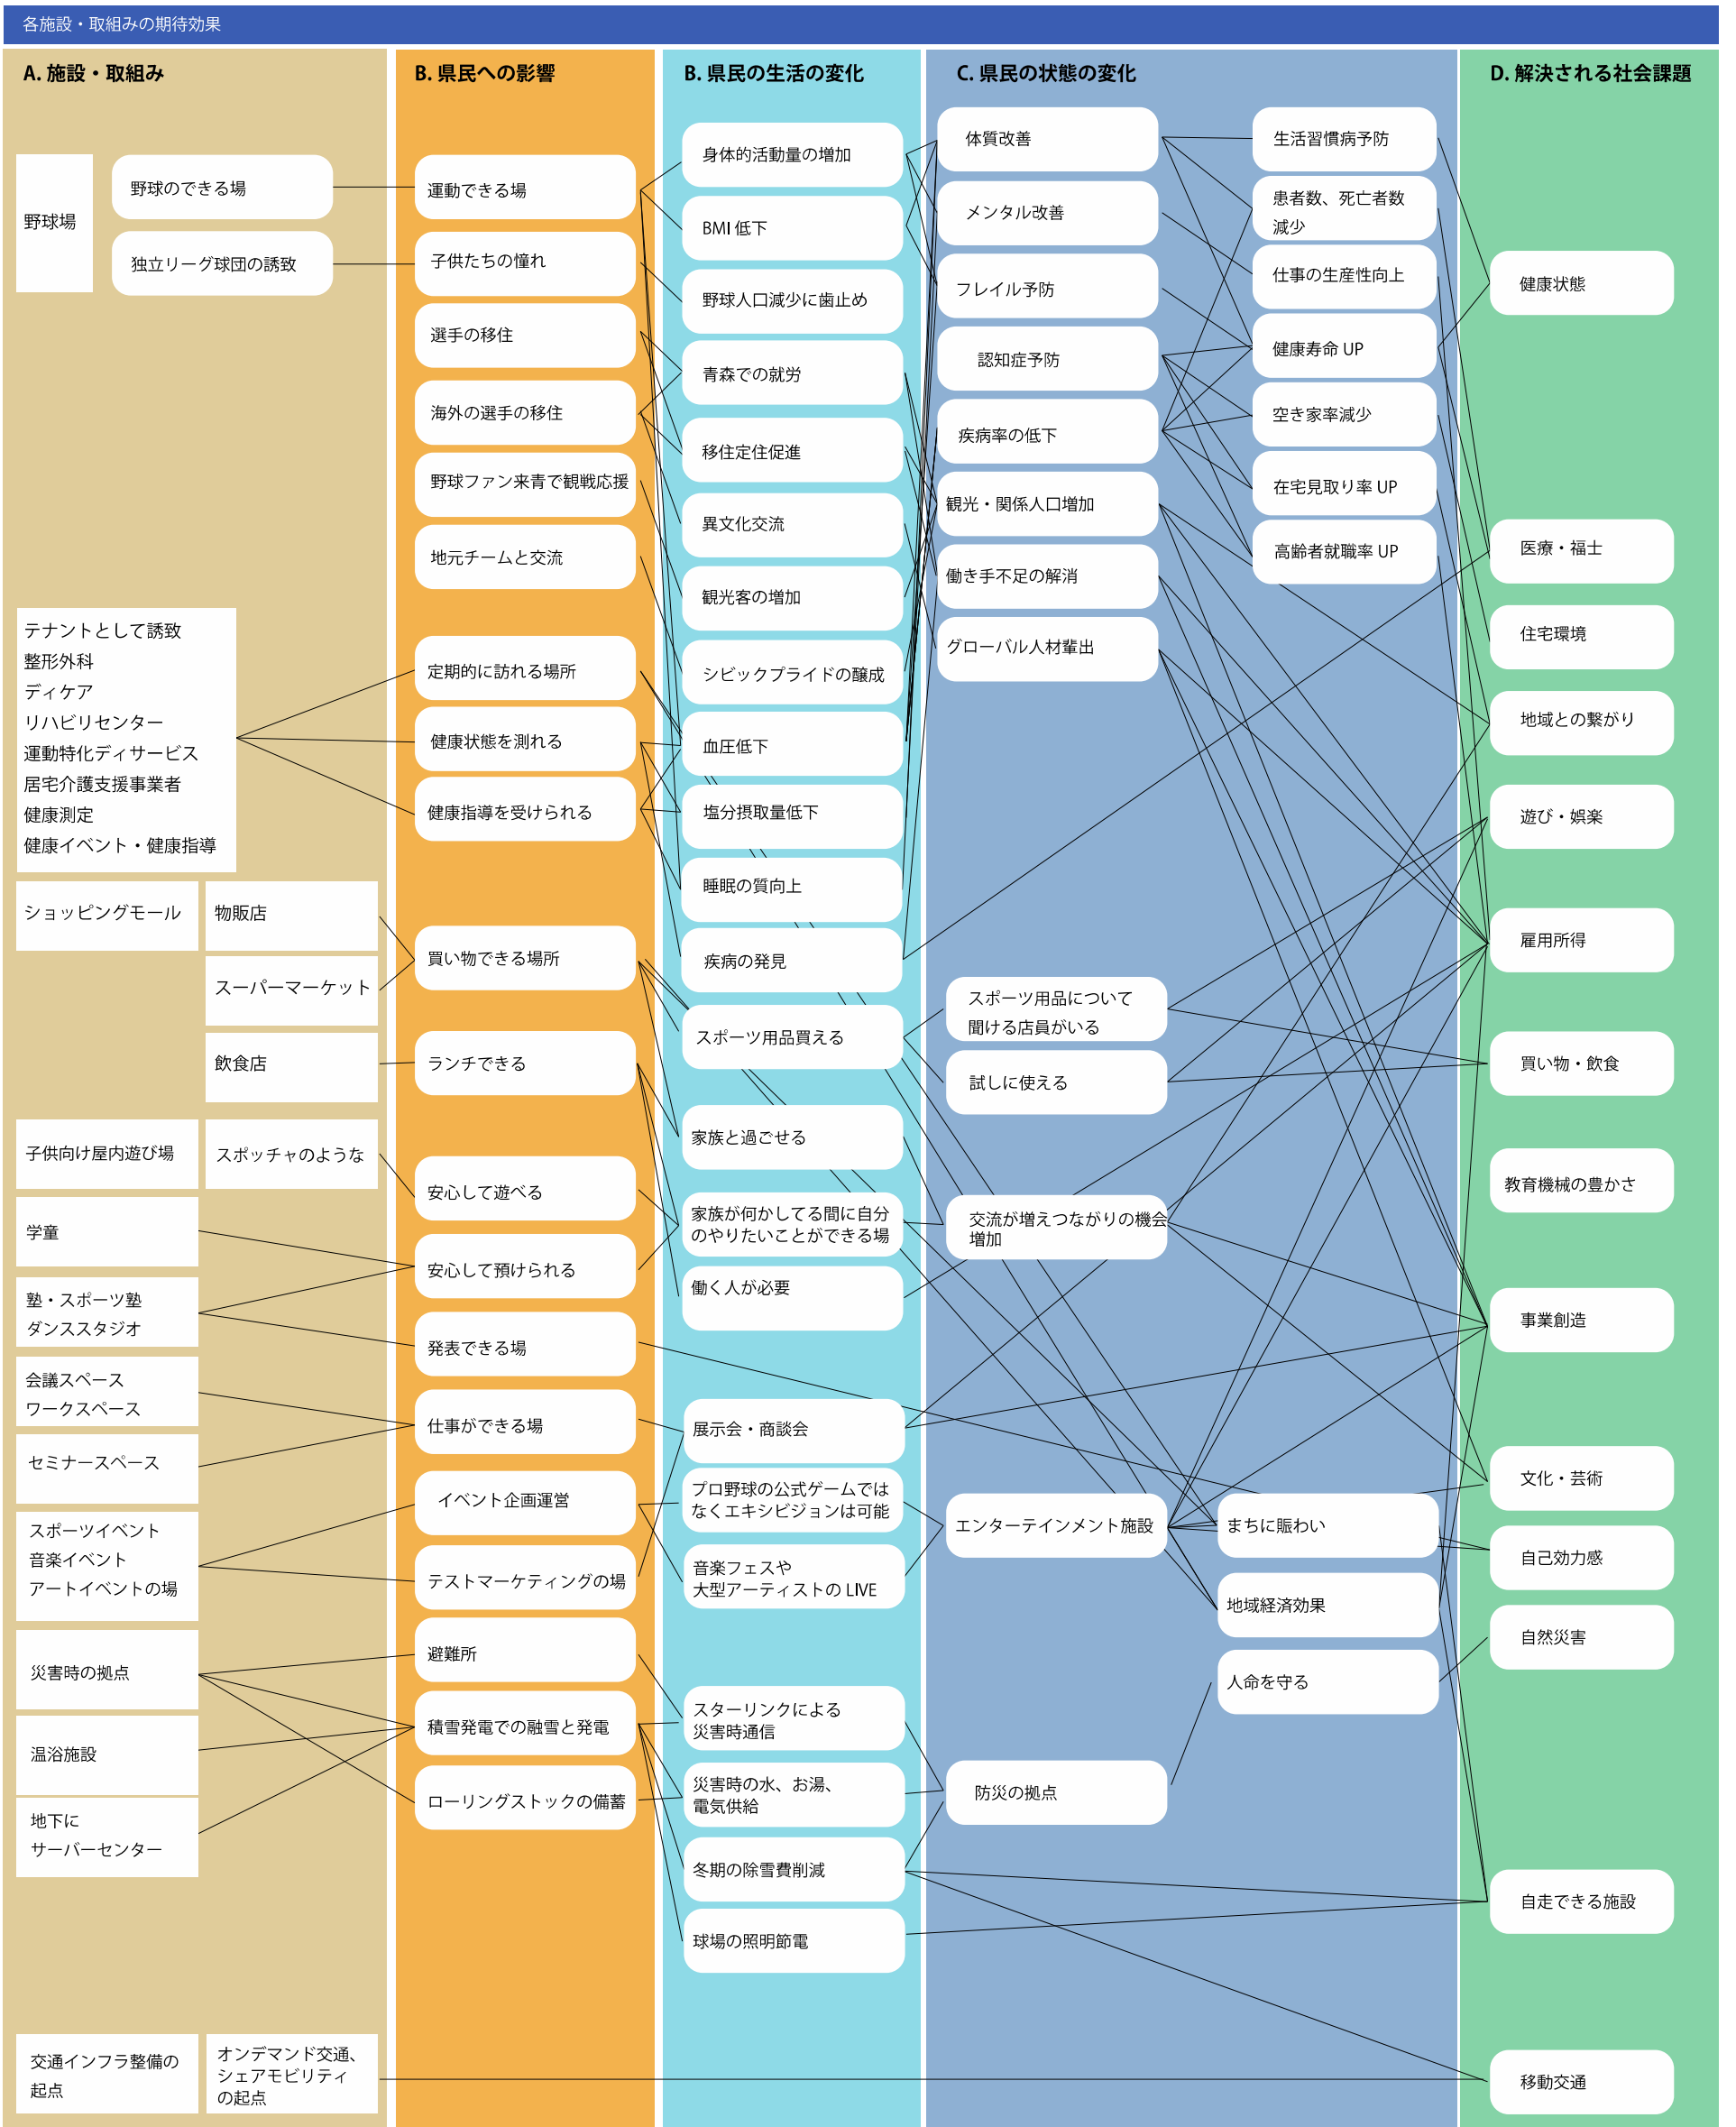 各施設・取組みの期待効果
A. 施設・取組み
野球場
野球のできる場
独立リーグ球団の誘致
テナントとして誘致
整形外科
ディケア
リハビリセンター
運動特化ディサービス
居宅介護支援事業者
健康測定
健康イベント・健康指導
ショッピングモール
物販店
スーパーマーケット
飲食店
子供向け屋内遊び場
スポッチャのような
学童
塾・スポーツ塾
ダンススタジオ
会議スペース
ワークスペース
セミナースペース
スポーツイベント
音楽イベント
アートイベントの場
災害時の拠点
温浴施設
地下に
サーバーセンター
交通インフラ整備の
起点
オンデマンド交通、
シェアモビリティ
の起点
B. 県民への影響
運動できる場
子供たちの憧れ
選手の移住
海外の選手の移住
野球ファン来青で観戦応援
地元チームと交流
定期的に訪れる場所
健康状態を測れる
健康指導を受けられる
買い物できる場所
ランチできる
安心して遊べる
安心して預けられる
発表できる場
仕事ができる場
イベント企画運営
テストマーケティングの場
避難所
積雪発電での融雪と発電
ローリングストックの備蓄
B. 県民の生活の変化
身体的活動量の増加
BMI 低下
野球人口減少に歯止め
青森での就労
移住定住促進
異文化交流
観光客の増加
シビックプライドの醸成
血圧低下
塩分摂取量低下
睡眠の質向上
疾病の発見
スポーツ用品買える
家族と過ごせる
家族が何かしてる間に自分
のやりたいことができる場
働く人が必要
展示会・商談会
プロ野球の公式ゲームでは
なくエキシビジョンは可能
音楽フェスや
大型アーティストの LIVE
スターリンクによる
災害時通信
災害時の水、お湯、
電気供給
冬期の除雪費削減
球場の照明節電
C. 県民の状態の変化
体質改善
メンタル改善
フレイル予防
認知症予防
疾病率の低下
観光・関係人口増加
働き手不足の解消
グローバル人材輩出
スポーツ用品について
聞ける店員がいる
試しに使える
交流が増えつながりの機会
増加
エンターテインメント施設
防災の拠点
生活習慣病予防
患者数、死亡者数
減少
仕事の生産性向上
健康寿命 UP
空き家率減少
在宅見取り率 UP
高齢者就職率 UP
まちに賑わい
地域経済効果
人命を守る
D. 解決される社会課題
健康状態
医療・福士
住宅環境
地域との繋がり
遊び・娯楽
雇用所得
買い物・飲食
教育機械の豊かさ
事業創造
文化・芸術
自己効力感
自然災害
自走できる施設
移動交通